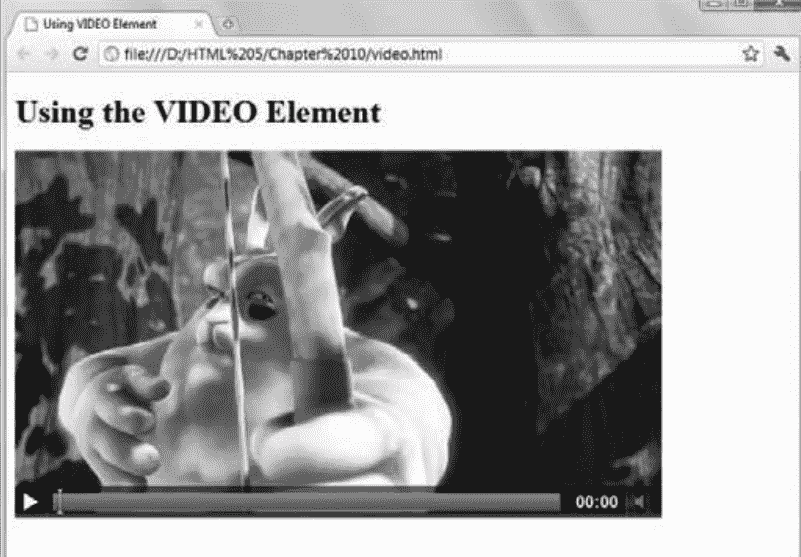 Using VIDEO Element
file:///D:/HTML%205/Chapter%2010/video.html
Using the VIDEO Element
00:00